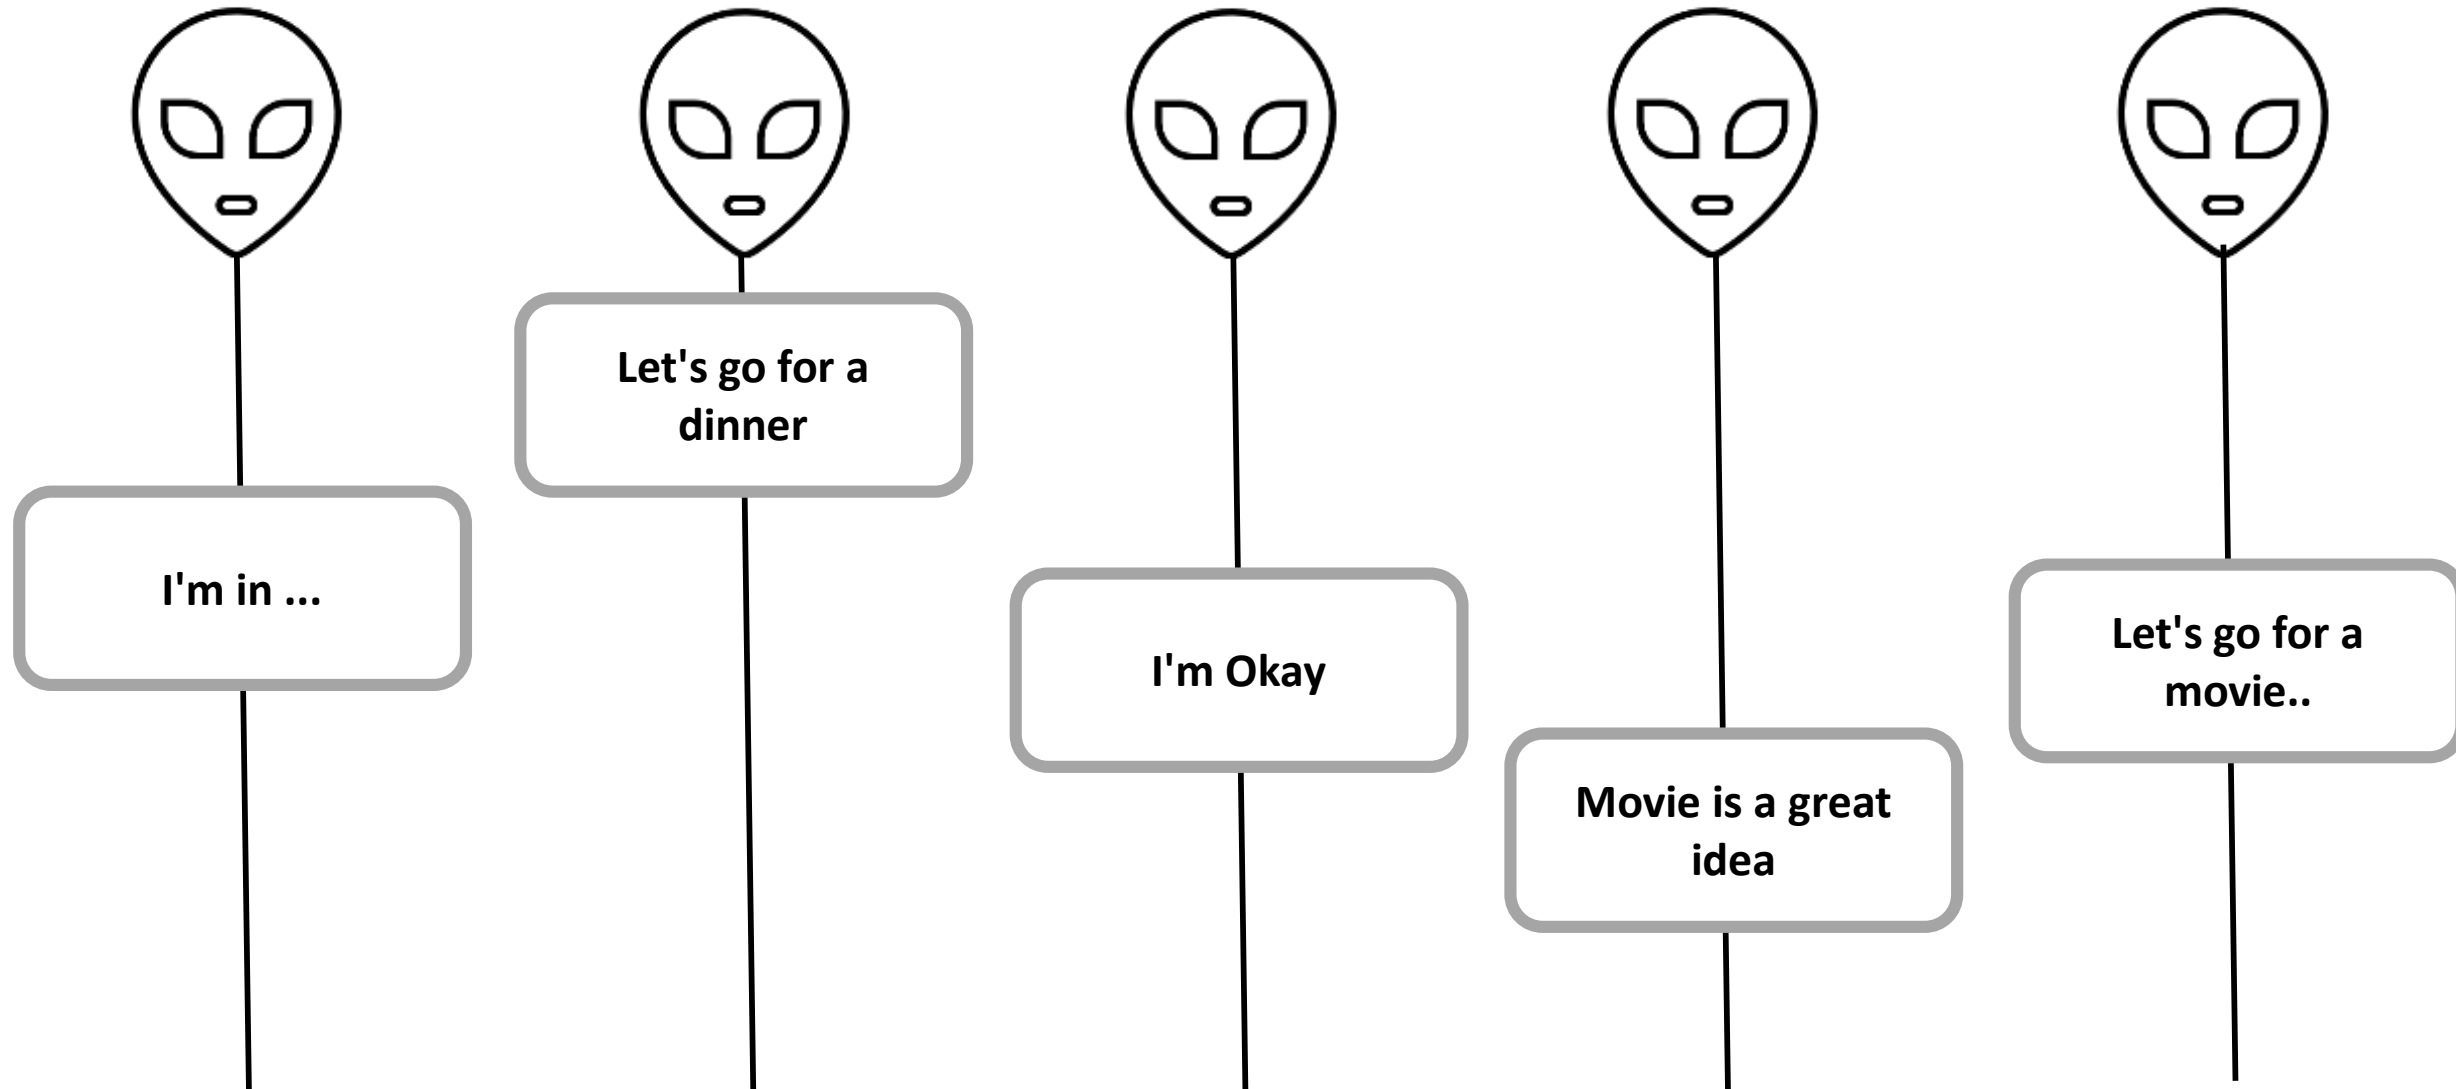 I'm in ...
Let's go for a
dinner
I'm Okay
Movie is a great
idea
Let's go for a
movie..